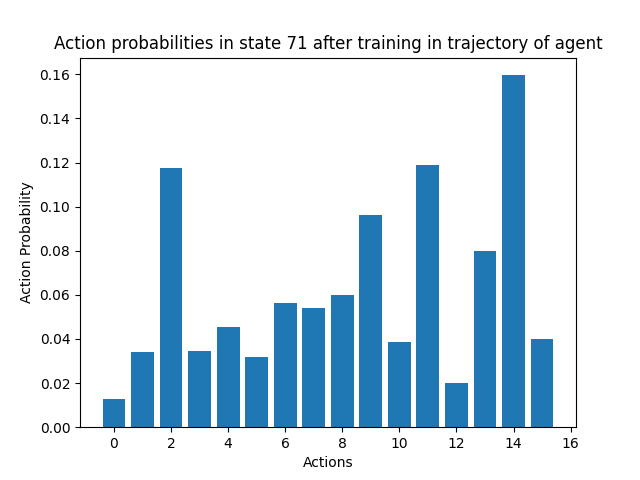 Action probabilities in state 71 after training in trajectory of agent
0.16
0.14
0.12
0.10
0.08
0.06
0.04
0.02
0.00
Action Probability
0 2 4 6 8 10 12 14 16
Actions